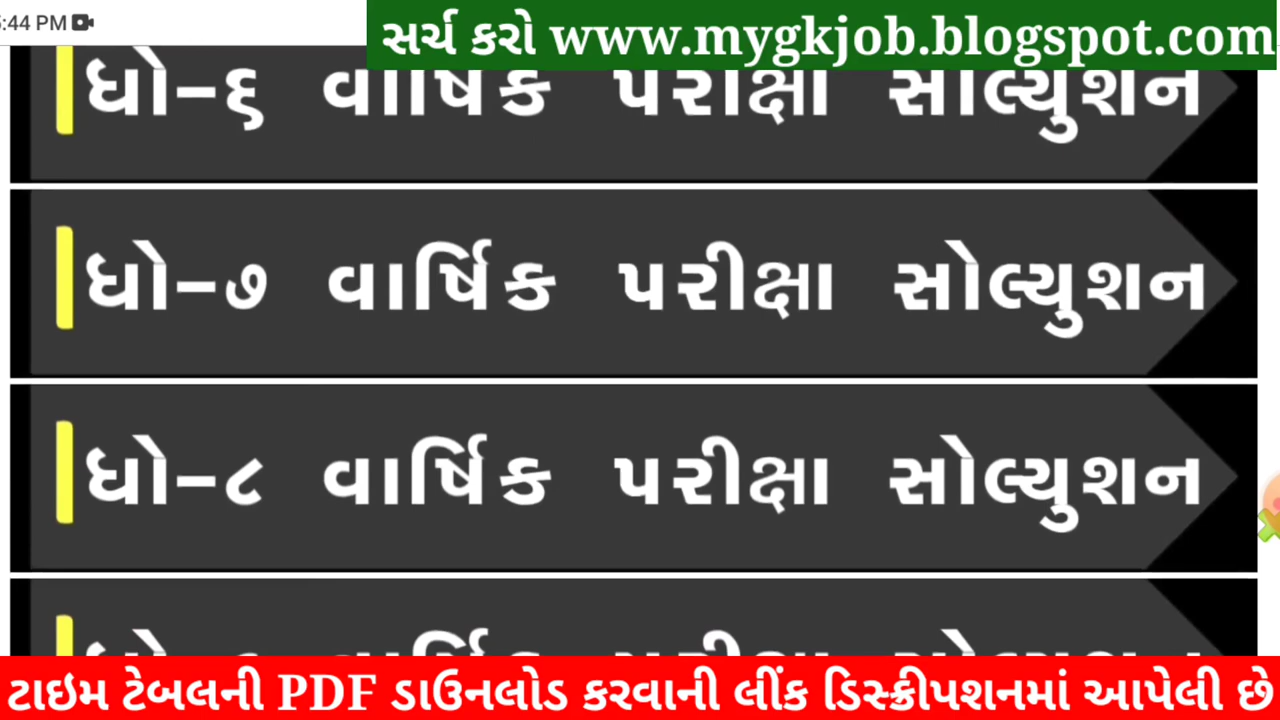 5:44 PM
સર્ચ કરો www.mygkjob.blogspot.com
ધો-૬ વાર્ષિક પરીક્ષા સોલ્યુશન
ધો-૭ વાર્ષિક પરીક્ષા સોલ્યુશન
ધો-૮ વાર્ષિક પરીક્ષા સોલ્યુશન
ટાઇમ ટેબલની PDF ડાઉનલોડ કરવાની લીંક ડિસ્ક્રીપશનમાં આપેલી છે